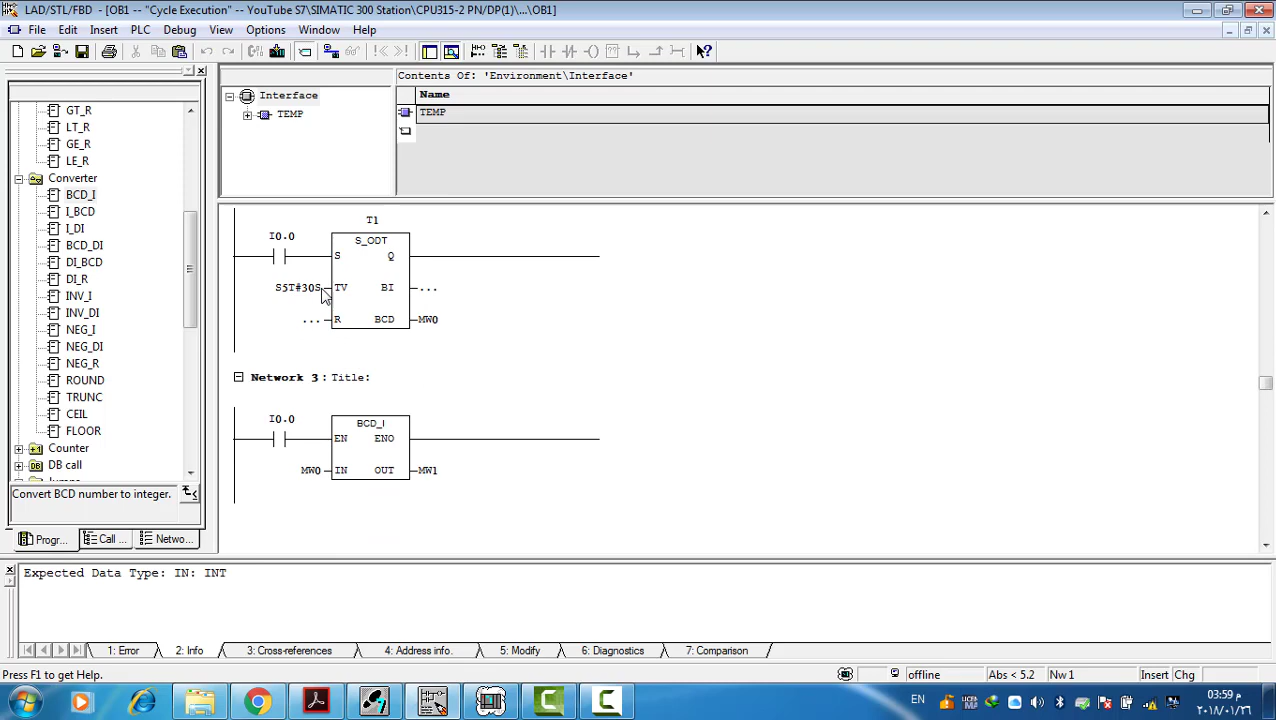 LAD/STL/FBD - [OB1 -- "Cycle Execution" -- YouTube S7\SIMATIC 300 Station\CPU315-2 PN/DP(1)\...\OB1]
File Edit Insert PLC Debug View Options Window Help
Contents Of: 'Environment\Interface'
Interface
TEMP
Name
TEMP
GT_R
LT_R
GE_R
LE_R
Converter
BCD_I
I_BCD
I_DI
BCD_DI
DI_BCD
DI_R
INV_I
INV_DI
NEG_I
NEG_DI
NEG_R
ROUND
TRUNC
CEIL
FLOOR
Counter
DB call
Convert BCD number to integer.
Progr... Call ... Netwo...
T1
I0.0 S_ODT
S Q
S5T#30S TV BI ...
... R BCD MW0
Network 3 : Title:
I0.0 BCD_I
EN ENO
MW0 IN OUT MW1
Expected Data Type: IN: INT
1: Error 2: Info 3: Cross-references 4: Address info. 5: Modify 6: Diagnostics 7: Comparison
Press F1 to get Help. offline Abs < 5.2 Nw 1 Insert Chg
EN
03:59 م
٢٠١٨/٠١/٢٦